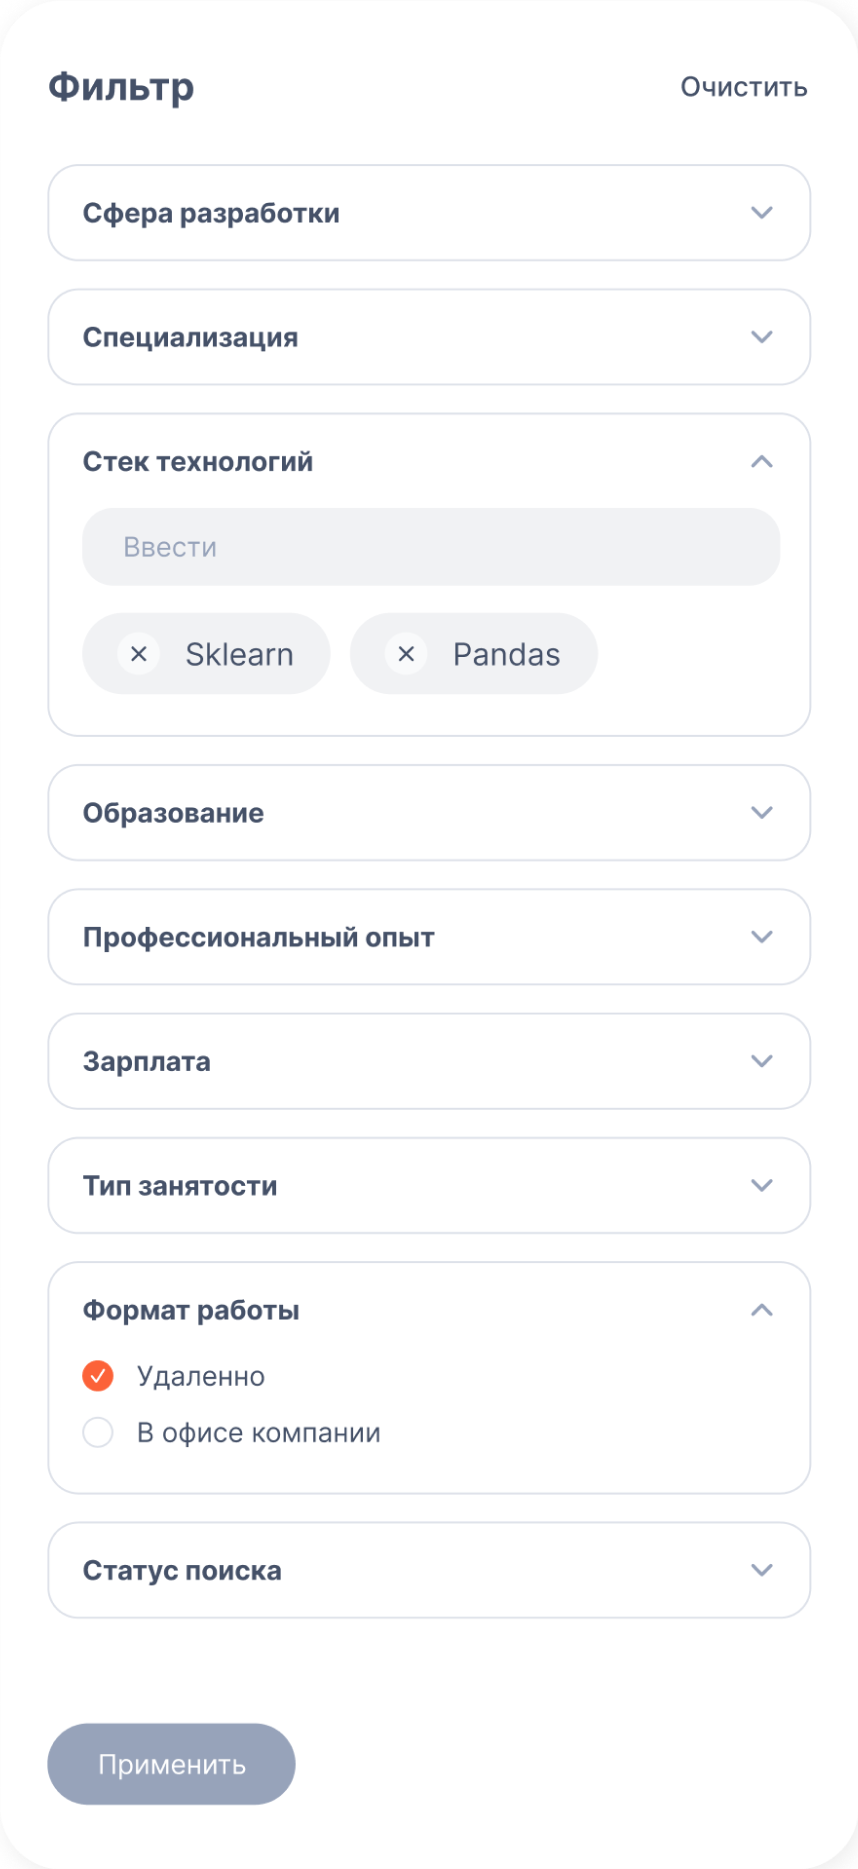 Фильтр
Очистить
Сфера разработки
Специализация
Стек технологий
Ввести
Sklearn
Pandas
Образование
Профессиональный опыт
Зарплата
Тип занятости
Формат работы
Удаленно
В офисе компании
Статус поиска
Применить